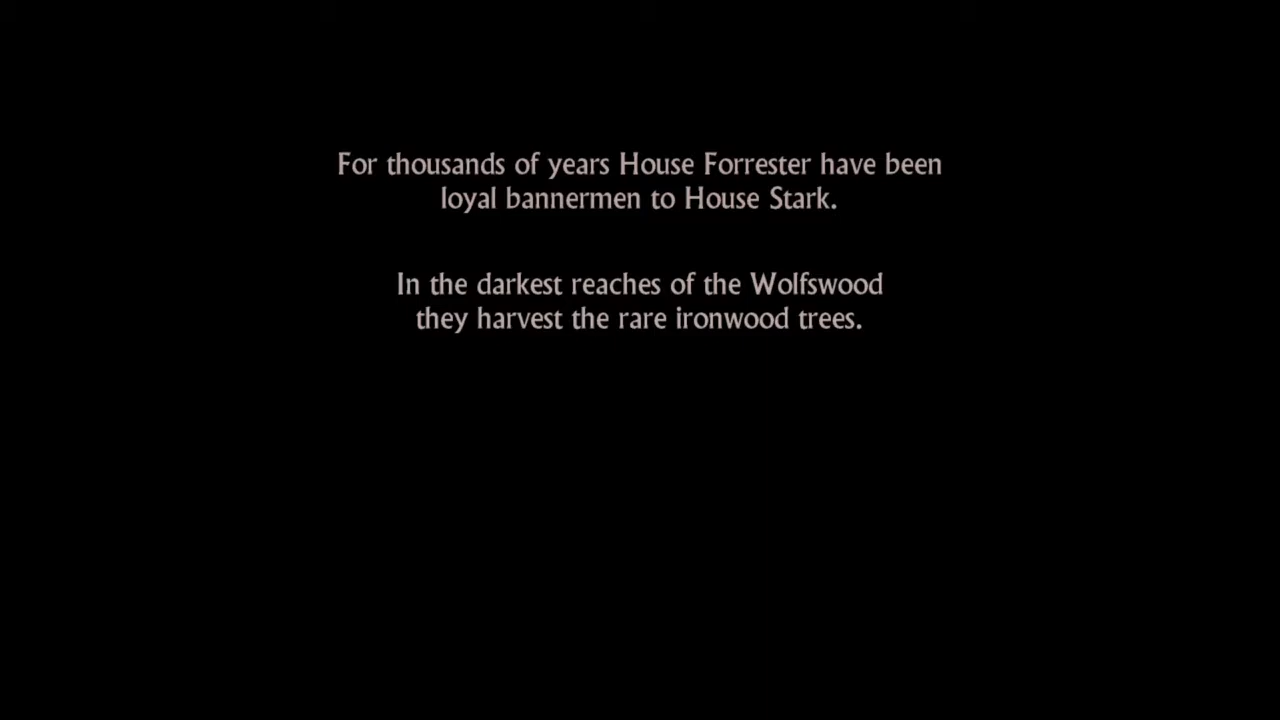 For thousands of years House Forrester have been
loyal bannermen to House Stark.
In the darkest reaches of the Wolfswood
they harvest the rare ironwood trees.